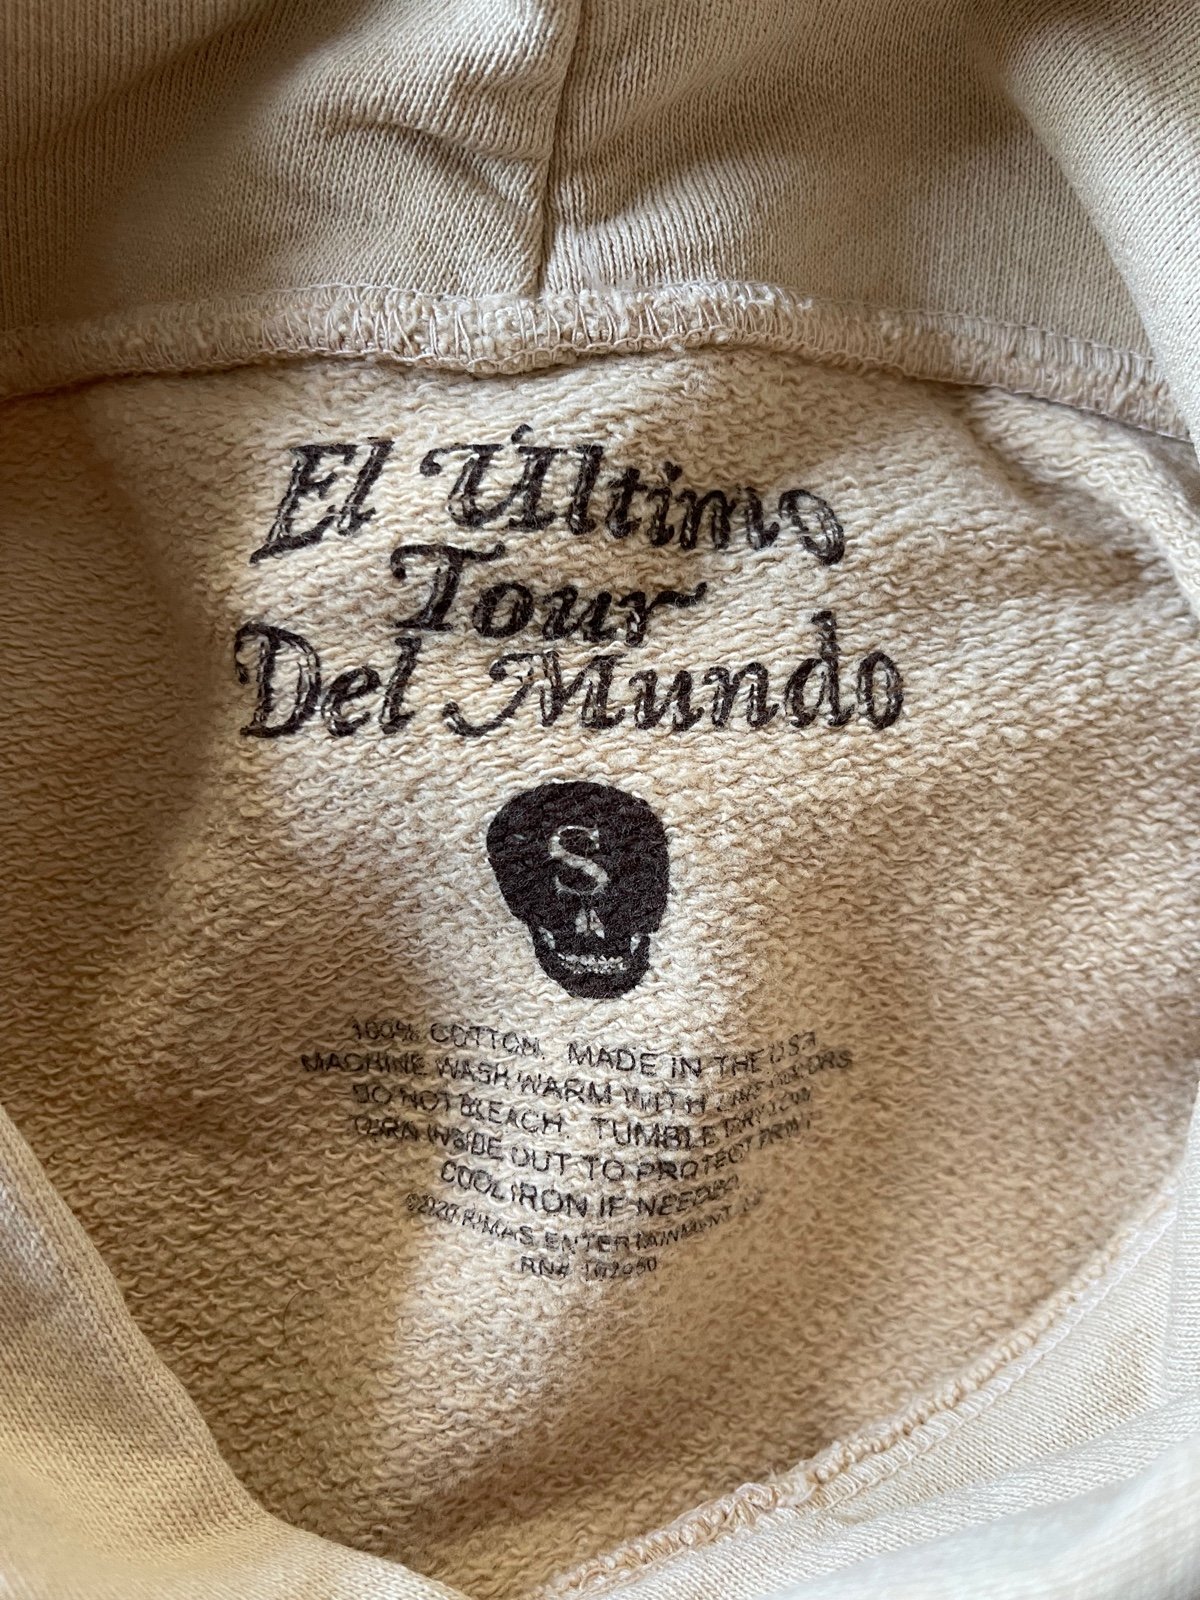 El Último
Tour
Del Mundo
S
100% COTTON. MADE IN THE USA
MACHINE WASH WARM WITH LIKE COLORS
DO NOT BLEACH. TUMBLE DRY LOW
TURN INSIDE OUT TO PROTECT PRINT
COOL IRON IF NEEDED
©2020 RIMAS ENTERTAINMENT
RN#